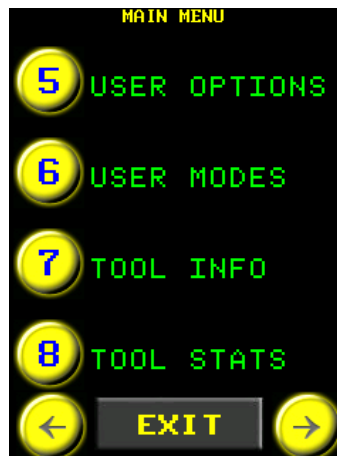 MAIN MENU
5 USER OPTIONS
6 USER MODES
7 TOOL INFO
8 TOOL STATS
← EXIT →